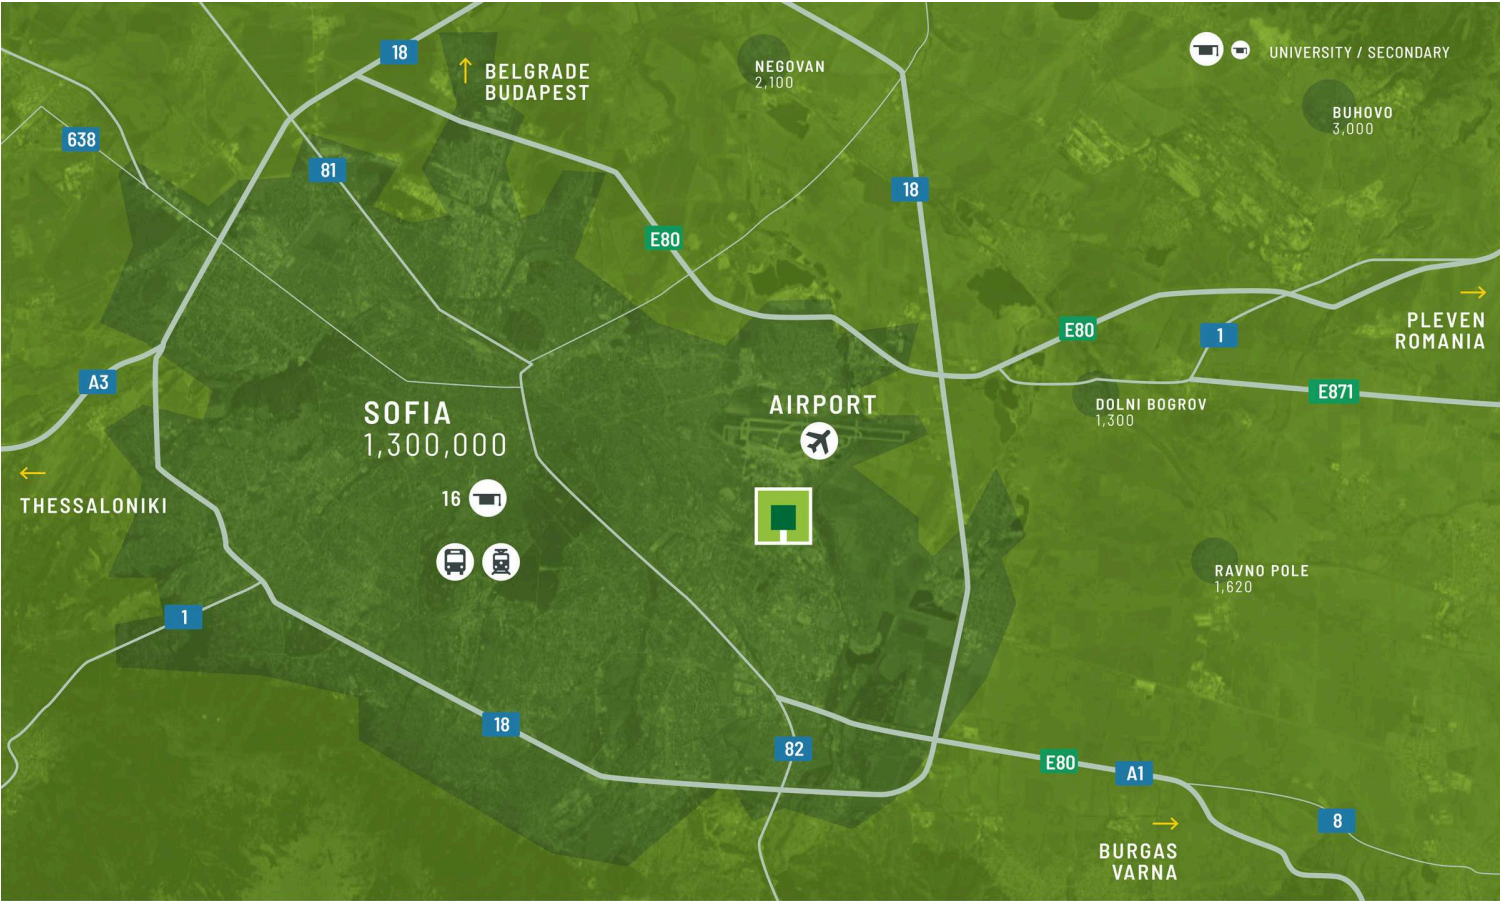 18
BELGRADE
BUDAPEST
NEGOVAN
2,100
UNIVERSITY / SECONDARY
BUHOVO
3,000
638
81
18
E80
PLEVEN
ROMANIA
E80
1
A3
E871
SOFIA
1,300,000
AIRPORT
DOLNI BOGROV
1,300
THESSALONIKI
16
RAVNO POLE
1,620
1
18
82
E80
A1
8
BURGAS
VARNA